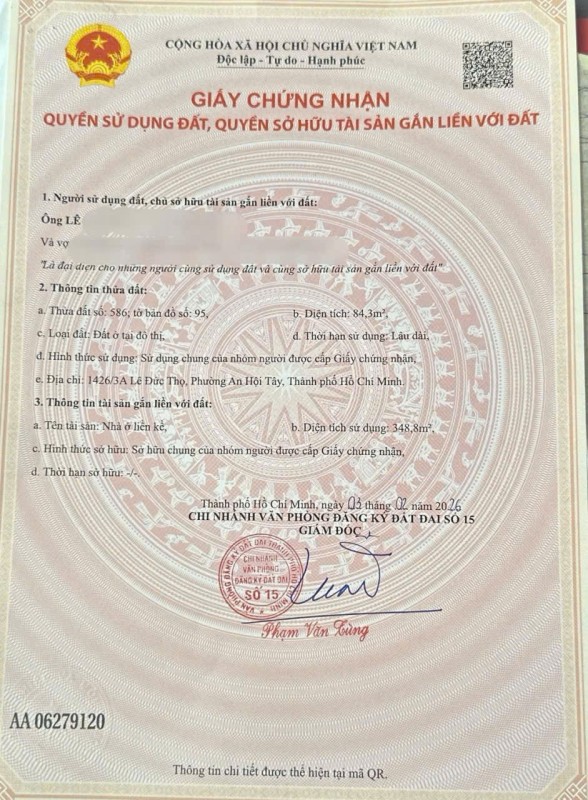 CỘNG HÒA XÃ HỘI CHỦ NGHĨA VIỆT NAM
Độc lập - Tự do - Hạnh phúc
GIẤY CHỨNG NHẬN
QUYỀN SỬ DỤNG ĐẤT, QUYỀN SỞ HỮU TÀI SẢN GẮN LIỀN VỚI ĐẤT
1. Người sử dụng đất, chủ sở hữu tài sản gắn liền với đất:
Ông LÊ
Và vợ
"Là đại diện cho những người cùng sử dụng đất và cùng sở hữu tài sản gắn liền với đất"
2. Thông tin thửa đất:
a. Thửa đất số: 586; tờ bản đồ số: 95, b. Diện tích: 84,3m²,
c. Loại đất: Đất ở tại đô thị, d. Thời hạn sử dụng: Lâu dài,
đ. Hình thức sử dụng: Sử dụng chung của nhóm người được cấp Giấy chứng nhận,
e. Địa chỉ: 1426/3A Lê Đức Thọ, Phường An Hội Tây, Thành phố Hồ Chí Minh.
3. Thông tin tài sản gắn liền với đất:
a. Tên tài sản: Nhà ở liền kề, b. Diện tích sử dụng: 348,8m²,
c. Hình thức sở hữu: Sở hữu chung của nhóm người được cấp Giấy chứng nhận,
d. Thời hạn sở hữu: -/-.
Thành phố Hồ Chí Minh, ngày 03 tháng 02 năm 2026
CHI NHÁNH VĂN PHÒNG ĐĂNG KÝ ĐẤT ĐAI SỐ 15
GIÁM ĐỐC
CHI NHÁNH
VĂN PHÒNG
ĐĂNG KÝ ĐẤT ĐAI
SỐ 15
Phạm Văn Tùng
AA 06279120
Thông tin chi tiết được thể hiện tại mã QR.